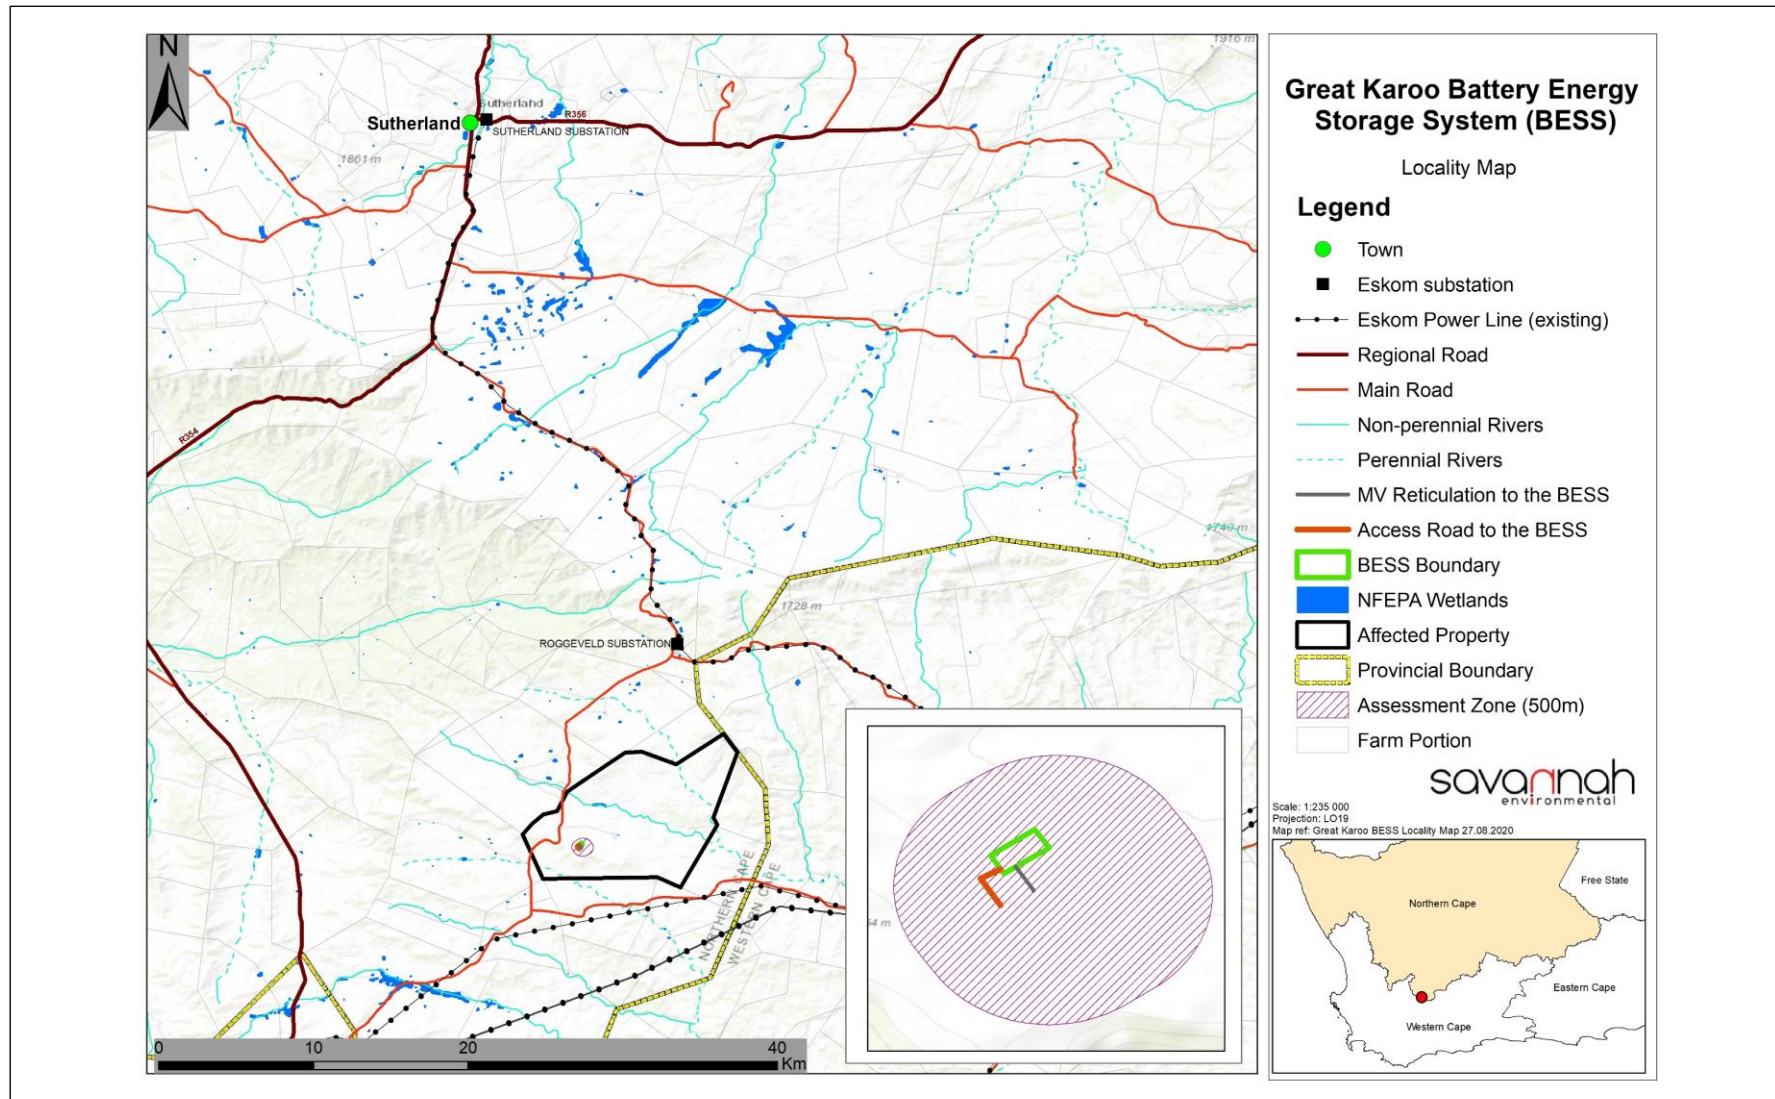 N
1916 m
Sutherland
Sutherland
R356
SUTHERLAND SUBSTATION
1861 m
R354
1740 m
1728 m
ROGGEVELD SUBSTATION
NORTHERN CAPE
WESTERN CAPE
54 m
0 10 20 40
Km
Great Karoo Battery Energy
Storage System (BESS)
Locality Map
Legend
Town
Eskom substation
Eskom Power Line (existing)
Regional Road
Main Road
Non-perennial Rivers
Perennial Rivers
MV Reticulation to the BESS
Access Road to the BESS
BESS Boundary
NFEPA Wetlands
Affected Property
Provincial Boundary
Assessment Zone (500m)
Farm Portion
savannah
environmental
Scale: 1:235 000
Projection: LO19
Map ref: Great Karoo BESS Locality Map 27.08.2020
Free State
Northern Cape
Eastern Cape
Western Cape